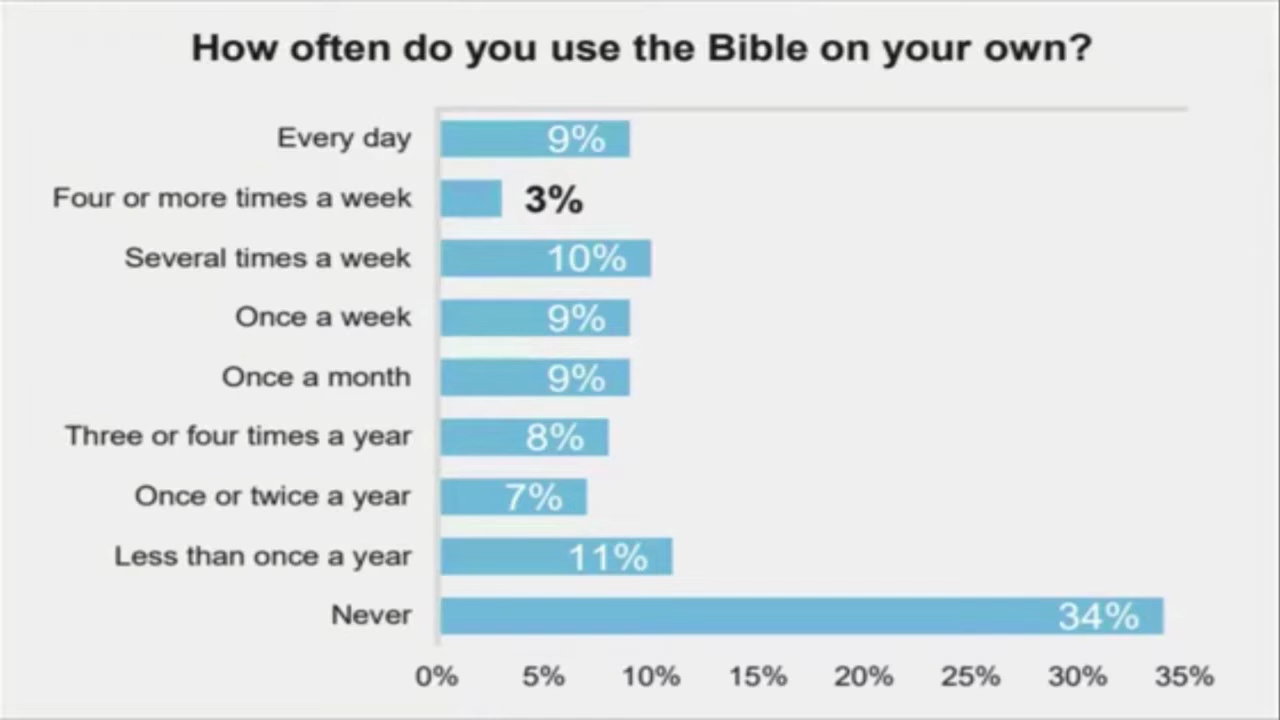 How often do you use the Bible on your own?
Every day 9%
Four or more times a week 3%
Several times a week 10%
Once a week 9%
Once a month 9%
Three or four times a year 8%
Once or twice a year 7%
Less than once a year 11%
Never 34%
0% 5% 10% 15% 20% 25% 30% 35%